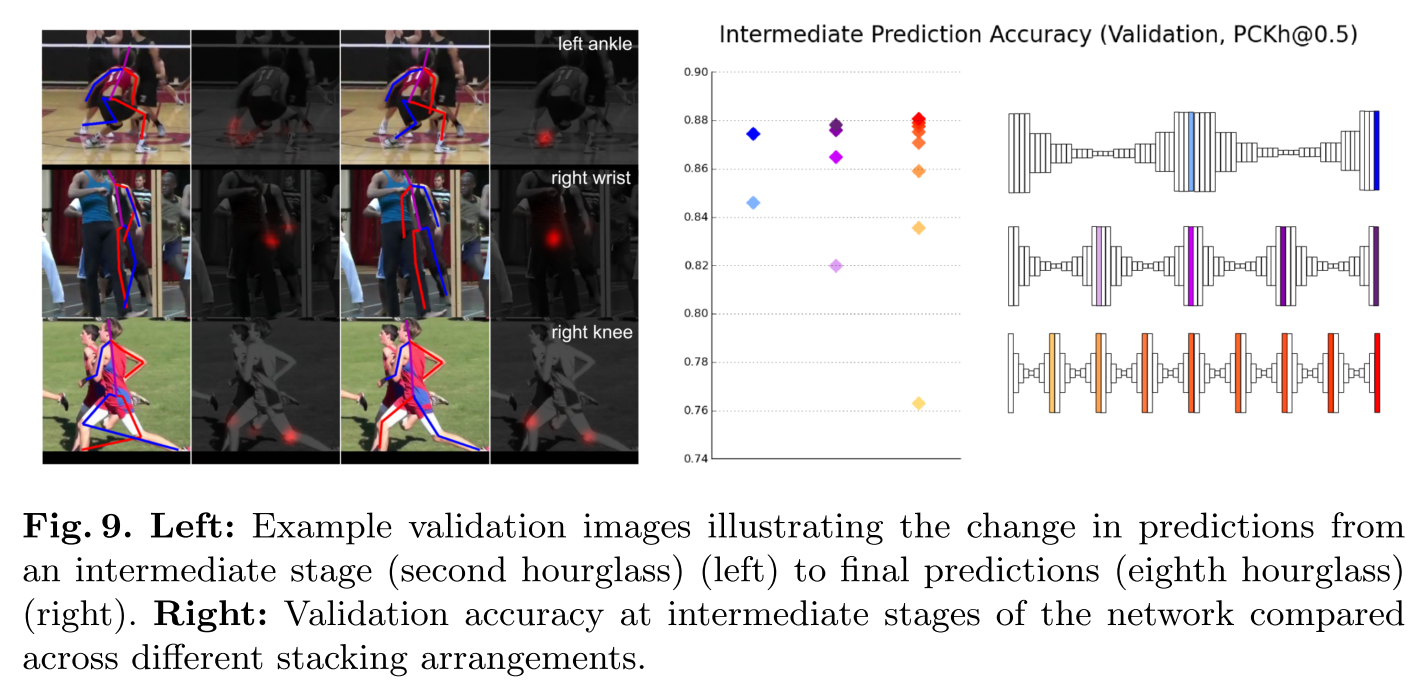 left ankle
right wrist
right knee
Intermediate Prediction Accuracy (Validation, PCKh@0.5)
0.90
0.88
0.86
0.84
0.82
0.80
0.78
0.76
0.74
Fig. 9. Left: Example validation images illustrating the change in predictions from
an intermediate stage (second hourglass) (left) to final predictions (eighth hourglass)
(right). Right: Validation accuracy at intermediate stages of the network compared
across different stacking arrangements.